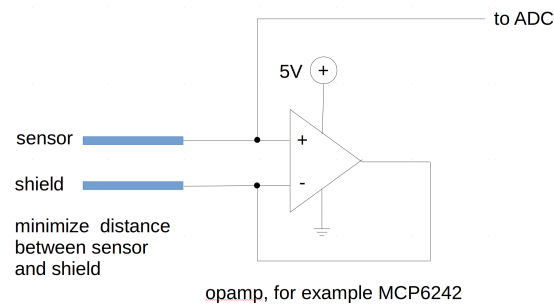 to ADC
5V +
sensor
+
shield
-
minimize distance
between sensor
and shield
opamp, for example MCP6242